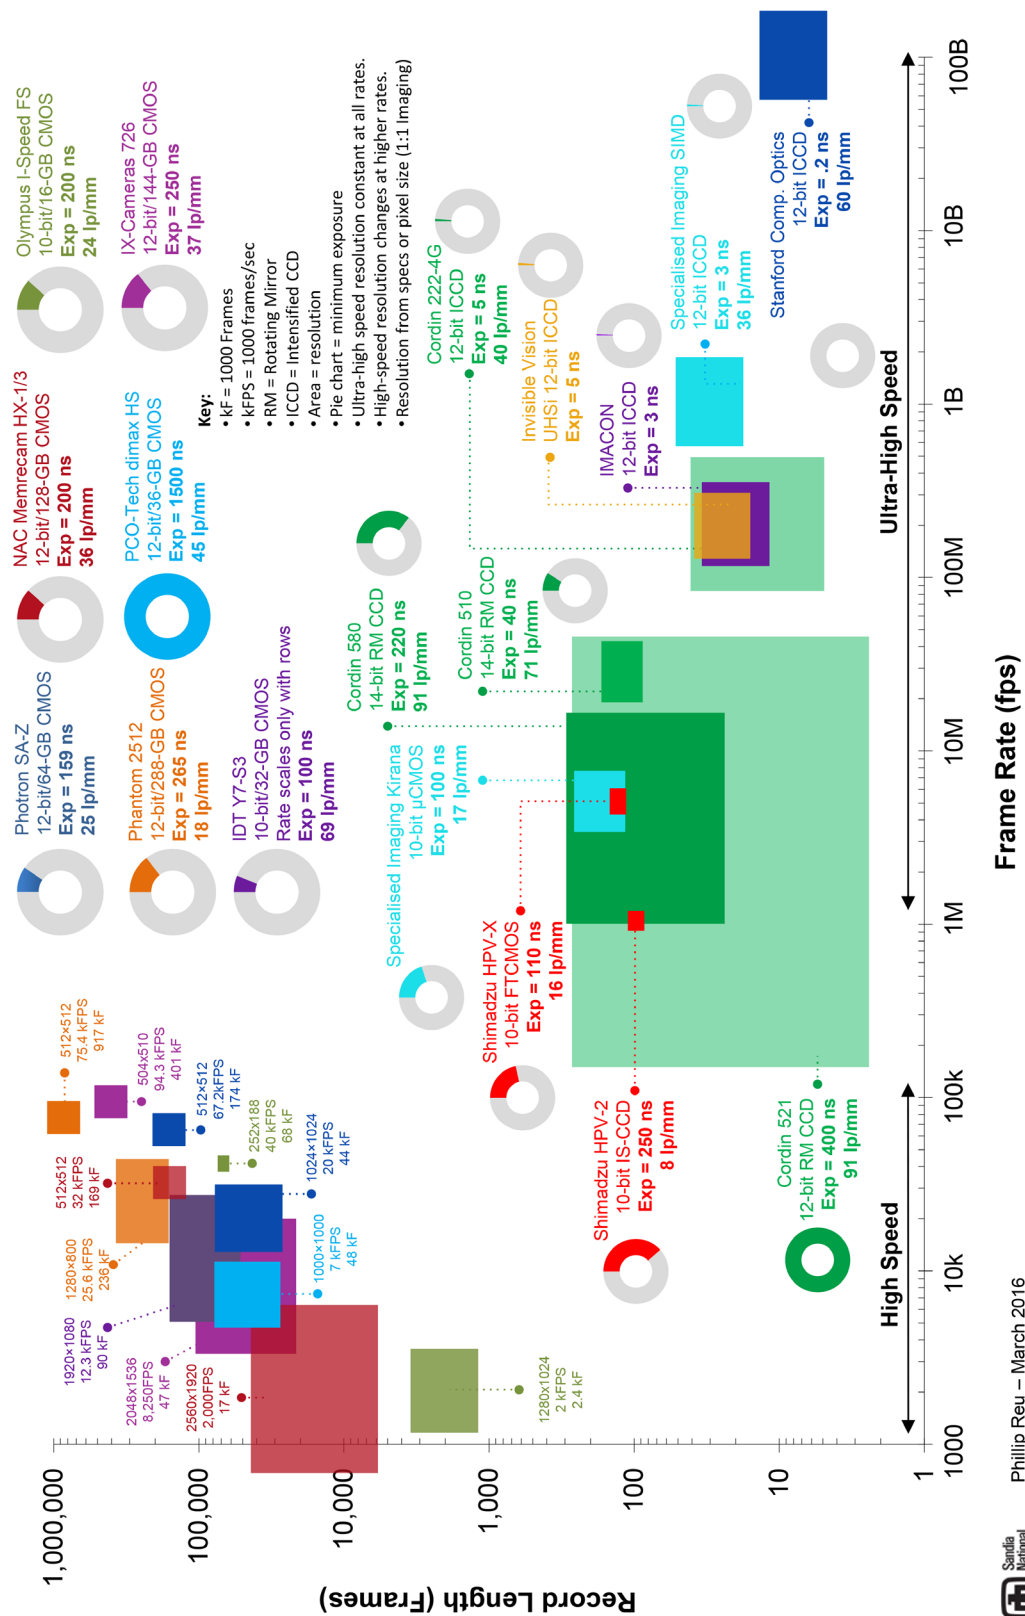 Photron SA-Z
12-bit/64-GB CMOS
Exp = 159 ns
25 lp/mm
NAC Memrecam HX-1/3
12-bit/128-GB CMOS
Exp = 200 ns
36 lp/mm
Olympus I-Speed FS
10-bit/16-GB CMOS
Exp = 200 ns
24 lp/mm
Phantom 2512
12-bit/288-GB CMOS
Exp = 265 ns
18 lp/mm
PCO-Tech dimax HS
12-bit/36-GB CMOS
Exp = 1500 ns
45 lp/mm
IX-Cameras 726
12-bit/144-GB CMOS
Exp = 250 ns
37 lp/mm
IDT Y7-S3
10-bit/32-GB CMOS
Rate scales only with rows
Exp = 100 ns
69 lp/mm
Key:
• kF = 1000 Frames
• kFPS = 1000 frames/sec
• RM = Rotating Mirror
• ICCD = Intensified CCD
• Area = resolution
• Pie chart = minimum exposure
• Ultra-high speed resolution constant at all rates.
• High-speed resolution changes at higher rates.
• Resolution from specs or pixel size (1:1 Imaging)
512×512
75.4 kFPS
917 kF
504x510
94.3 kFPS
401 kF
512×512
67.2kFPS
174 kF
252x188
40 kFPS
68 kF
1024×1024
20 kFPS
44 kF
1000×1000
7 kFPS
48 kF
512x512
32 kFPS
169 kF
1280×800
25.6 kFPS
236 kF
1920×1080
12.3 kFPS
90 kF
2048x1536
8,250FPS
47 kF
2560x1920
2,000FPS
17 kF
1280x1024
2 kFPS
2.4 kF
Cordin 580
14-bit RM CCD
Exp = 220 ns
91 lp/mm
Specialised Imaging Kirana
10-bit µCMOS
Exp = 100 ns
17 lp/mm
Cordin 510
14-bit RM CCD
Exp = 40 ns
71 lp/mm
Shimadzu HPV-X
10-bit FTCMOS
Exp = 110 ns
16 lp/mm
Shimadzu HPV-2
10-bit IS-CCD
Exp = 250 ns
8 lp/mm
Cordin 521
12-bit RM CCD
Exp = 400 ns
91 lp/mm
Cordin 222-4G
12-bit ICCD
Exp = 5 ns
40 lp/mm
Invisible Vision
UHSi 12-bit ICCD
Exp = 5 ns
IMACON
12-bit ICCD
Exp = 3 ns
Specialised Imaging SIMD
12-bit ICCD
Exp = 3 ns
36 lp/mm
Stanford Comp. Optics
12-bit ICCD
Exp = .2 ns
60 lp/mm
High Speed
Ultra-High Speed
Record Length (Frames)
1,000,000
100,000
10,000
1,000
100
10
1
1000
10k
100k
1M
10M
100M
1B
10B
100B
Frame Rate (fps)
Sandia
National
Phillip Reu – March 2016